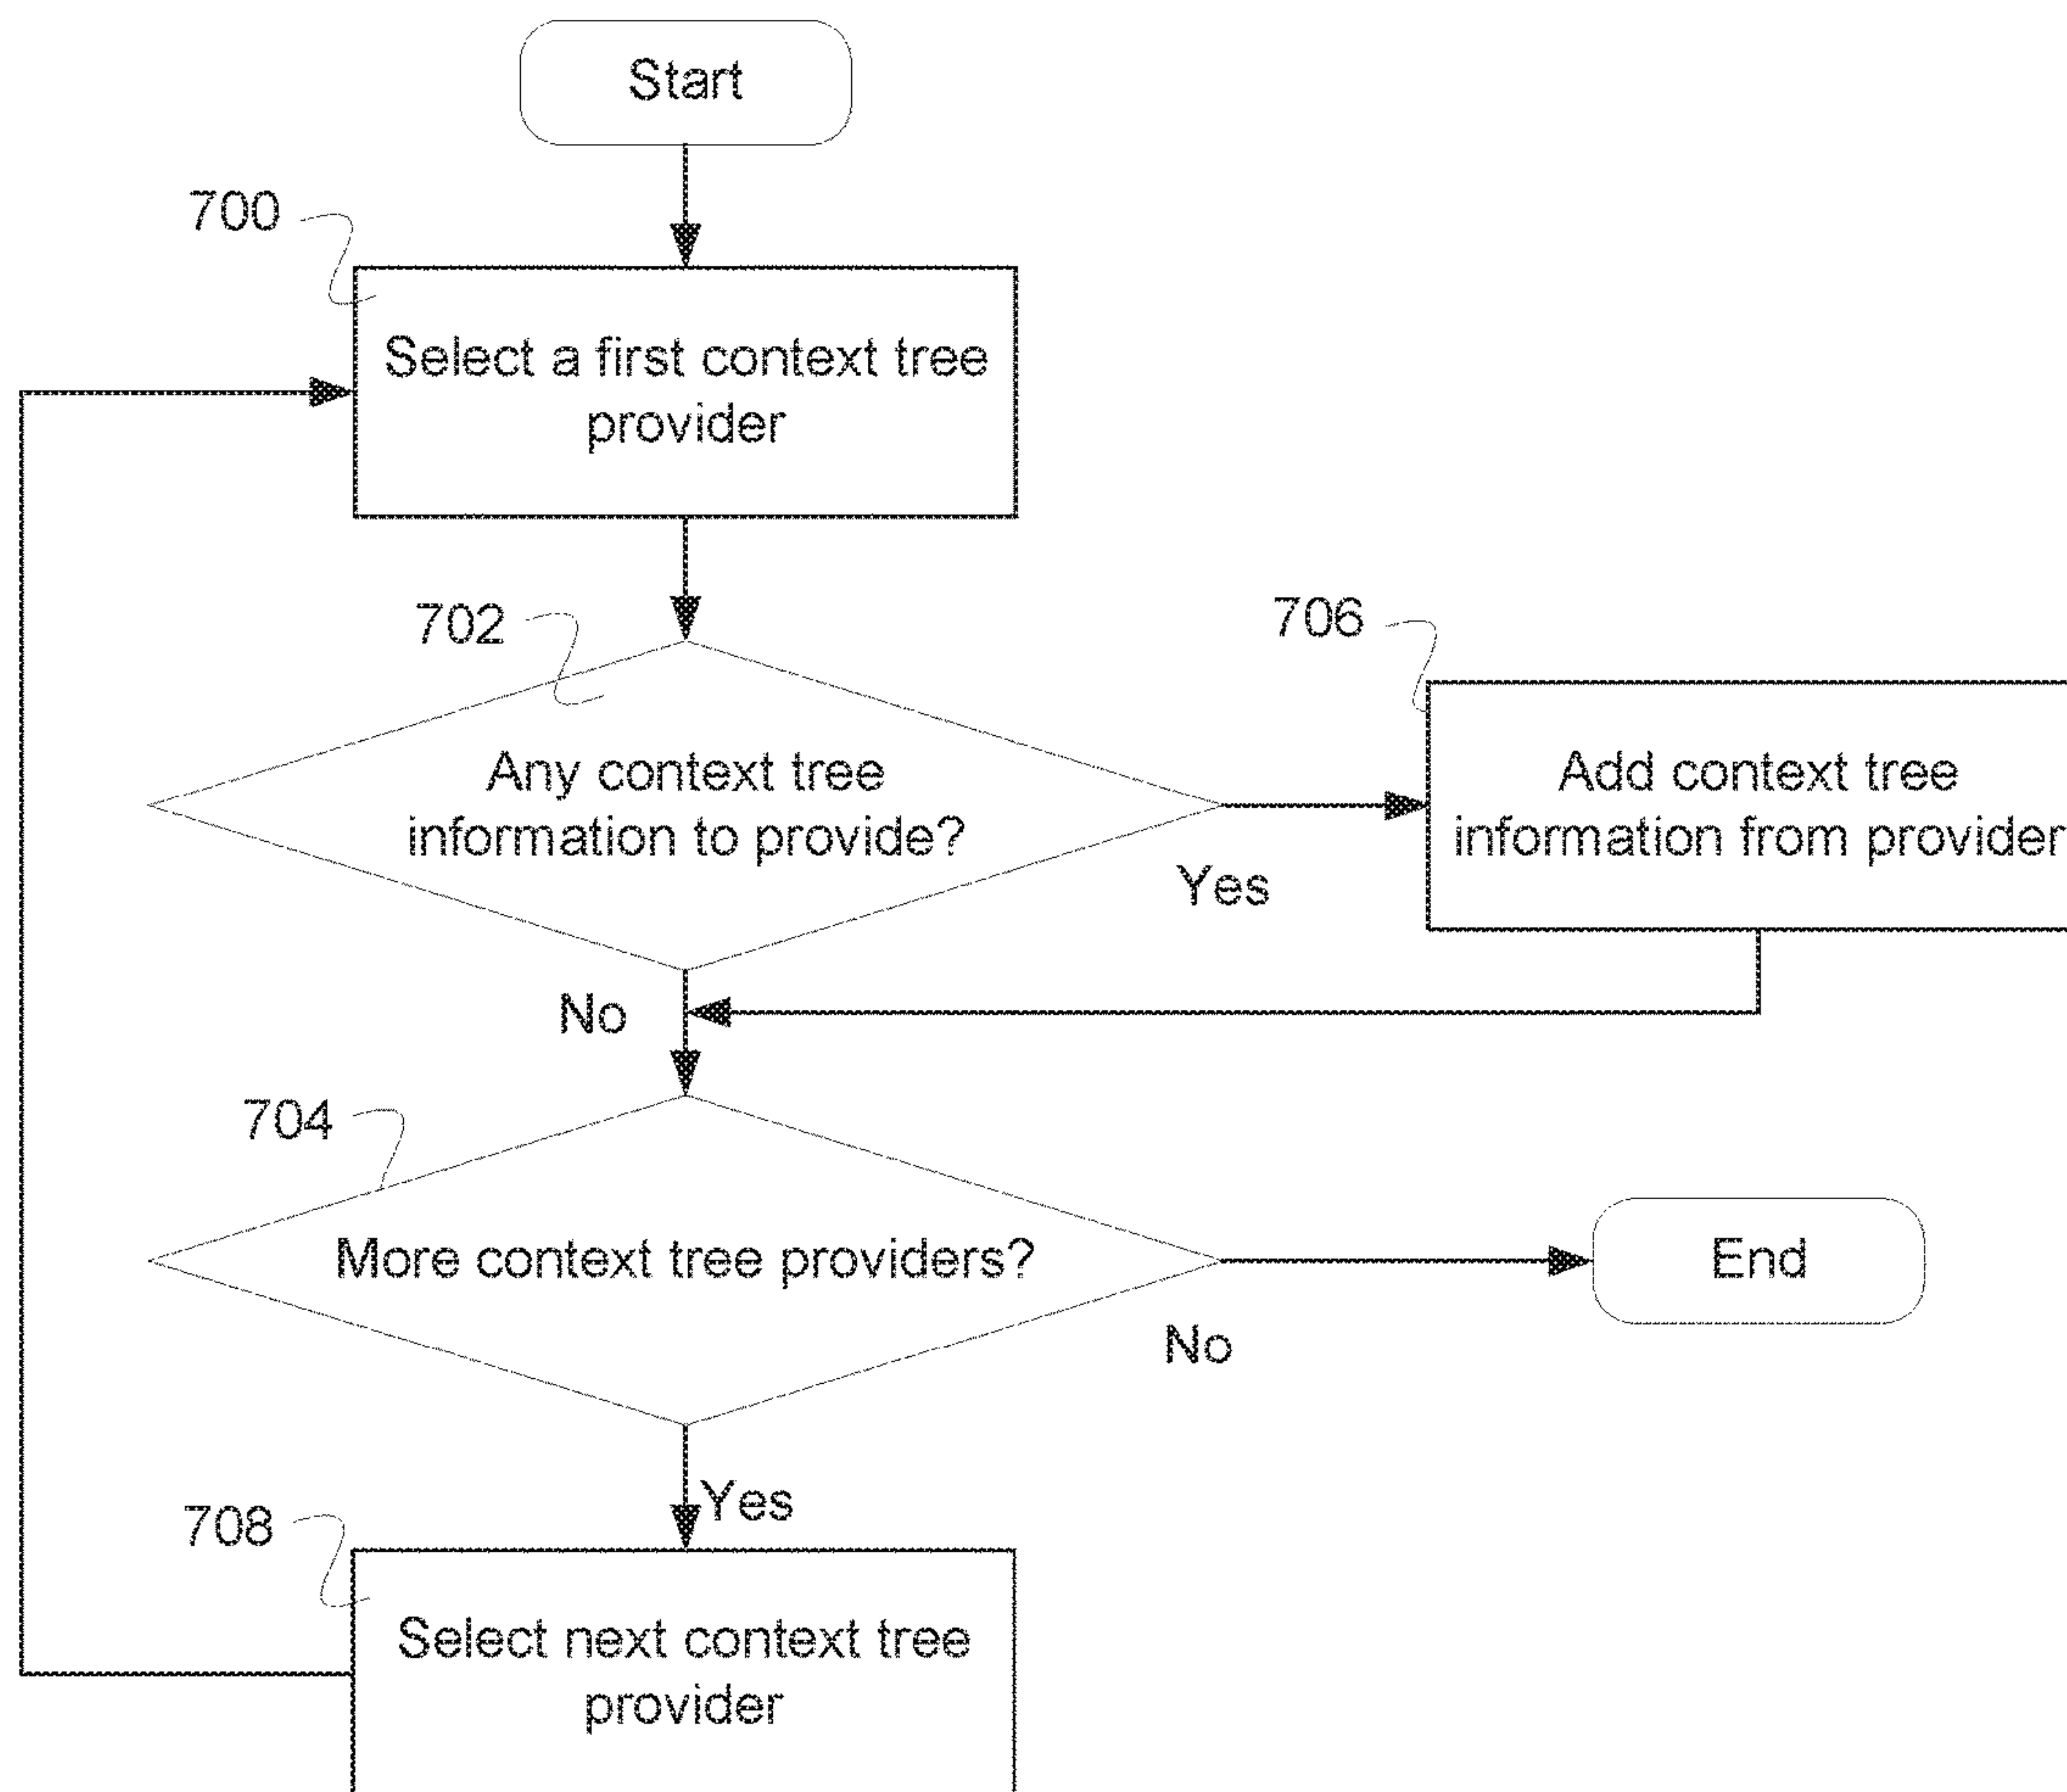 Start
700
Select a first context tree
provider
702
706
Any context tree
information to provide?
Add context tree
information from provider
Yes
No
704
More context tree providers?
End
No
Yes
708
Select next context tree
provider